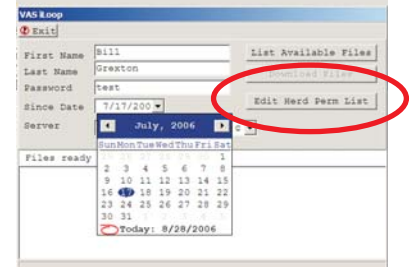 VAS iLoop
Exit
First Name Bill List Available Files
Last Name Grexton Download Files
Password test
Since Date 7/17/200 Edit Herd Perm List
Server
July, 2006
Sun Mon Tue Wed Thu Fri Sat
1
2 3 4 5 6 7 8
9 10 11 12 13 14 15
16 17 18 19 20 21 22
23 24 25 26 27 28 29
30 31
Today: 8/28/2006
Files ready